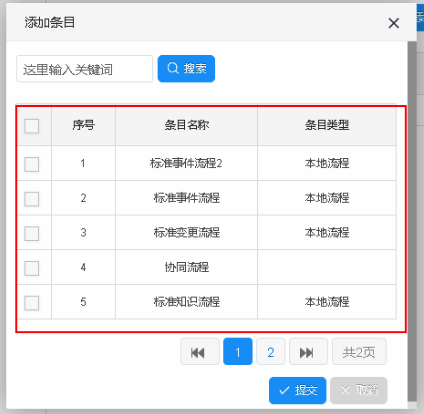 添加条目
这里输入关键词 搜索
序号 条目名称 条目类型
1 标准事件流程2 本地流程
2 标准事件流程 本地流程
3 标准变更流程 本地流程
4 协同流程
5 标准知识流程 本地流程
1 2 共2页
提交 取消